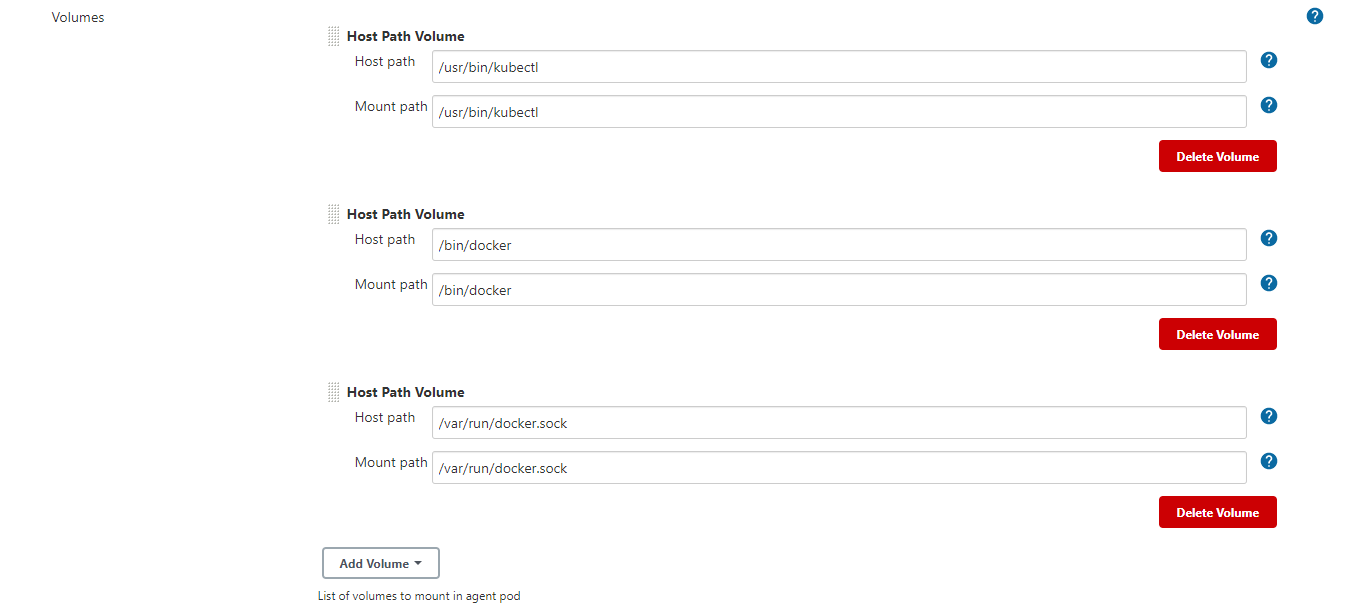 Volumes
Host Path Volume
Host path
/usr/bin/kubectl
Mount path
/usr/bin/kubectl
Delete Volume
Host Path Volume
Host path
/bin/docker
Mount path
/bin/docker
Delete Volume
Host Path Volume
Host path
/var/run/docker.sock
Mount path
/var/run/docker.sock
Delete Volume
Add Volume
List of volumes to mount in agent pod